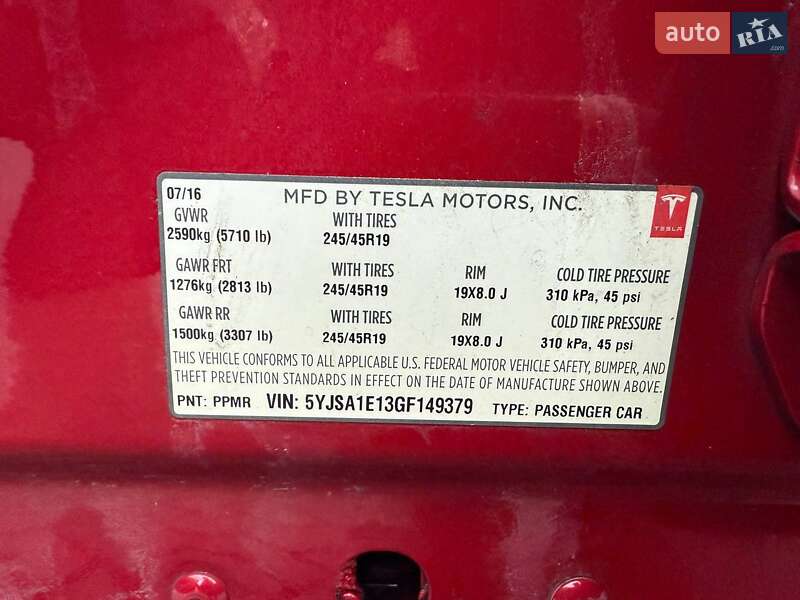 auto RIA.com
07/16 MFD BY TESLA MOTORS, INC.
TESLA
GVWR WITH TIRES
2590kg (5710 lb) 245/45R19
GAWR FRT WITH TIRES RIM COLD TIRE PRESSURE
1276kg (2813 lb) 245/45R19 19X8.0 J 310 kPa, 45 psi
GAWR RR WITH TIRES RIM COLD TIRE PRESSURE
1500kg (3307 lb) 245/45R19 19X8.0 J 310 kPa, 45 psi
THIS VEHICLE CONFORMS TO ALL APPLICABLE U.S. FEDERAL MOTOR VEHICLE SAFETY, BUMPER, AND
THEFT PREVENTION STANDARDS IN EFFECT ON THE DATE OF MANUFACTURE SHOWN ABOVE.
PNT: PPMR VIN: 5YJSA1E13GF149379 TYPE: PASSENGER CAR